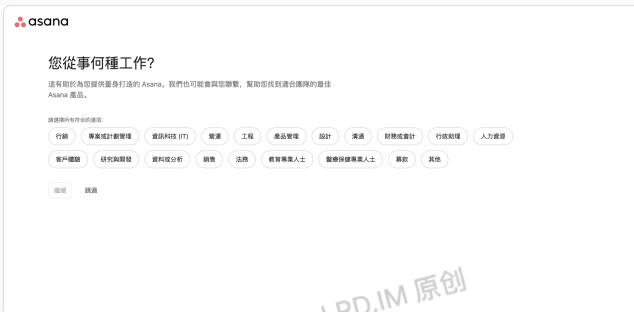 asana
您從事何種工作?
這有助於為您提供量身打造的 Asana。我們也可能會與您聯繫，幫助您找到適合團隊的最佳
Asana 產品。
請選擇所有符合的選項：
行銷 專案或計劃管理 資訊科技 (IT) 營運 工程 產品管理 設計 溝通 財務或會計 行政助理 人力資源
客戶體驗 研究與開發 資料或分析 銷售 法務 教育專業人士 醫療保健專業人士 募款 其他
繼續 跳過
LRD.IM 原创